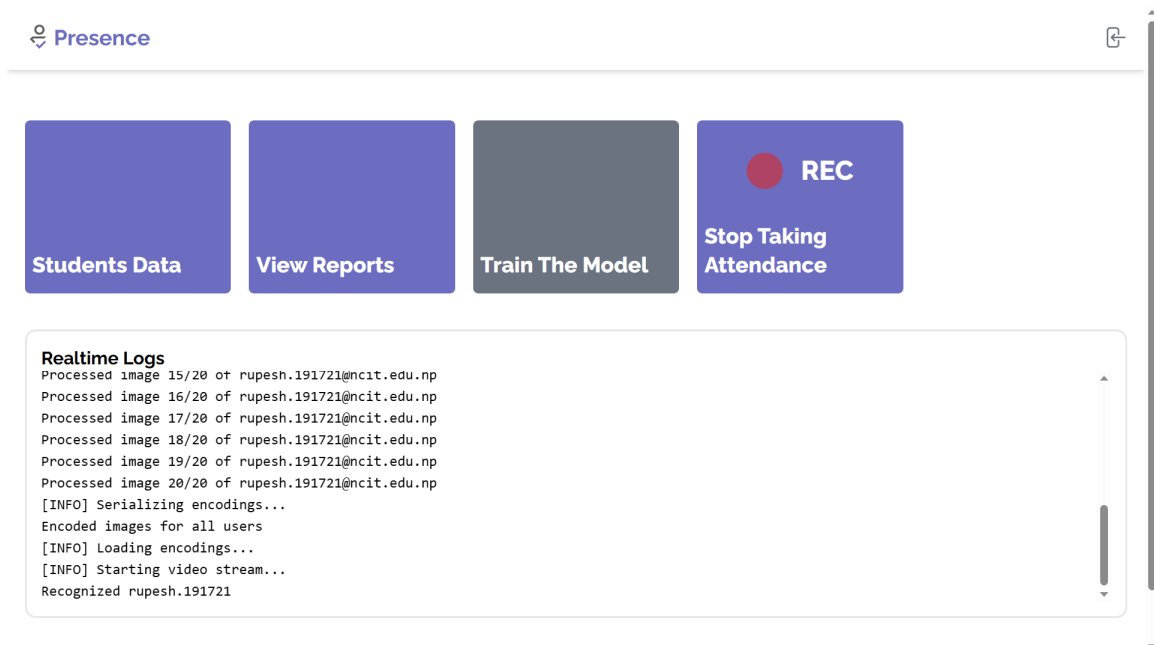 Presence
Students Data
View Reports
Train The Model
REC
Stop Taking
Attendance
Realtime Logs
Processed image 15/20 of rupesh.191721@ncit.edu.np
Processed image 16/20 of rupesh.191721@ncit.edu.np
Processed image 17/20 of rupesh.191721@ncit.edu.np
Processed image 18/20 of rupesh.191721@ncit.edu.np
Processed image 19/20 of rupesh.191721@ncit.edu.np
Processed image 20/20 of rupesh.191721@ncit.edu.np
[INFO] Serializing encodings...
Encoded images for all users
[INFO] Loading encodings...
[INFO] Starting video stream...
Recognized rupesh.191721